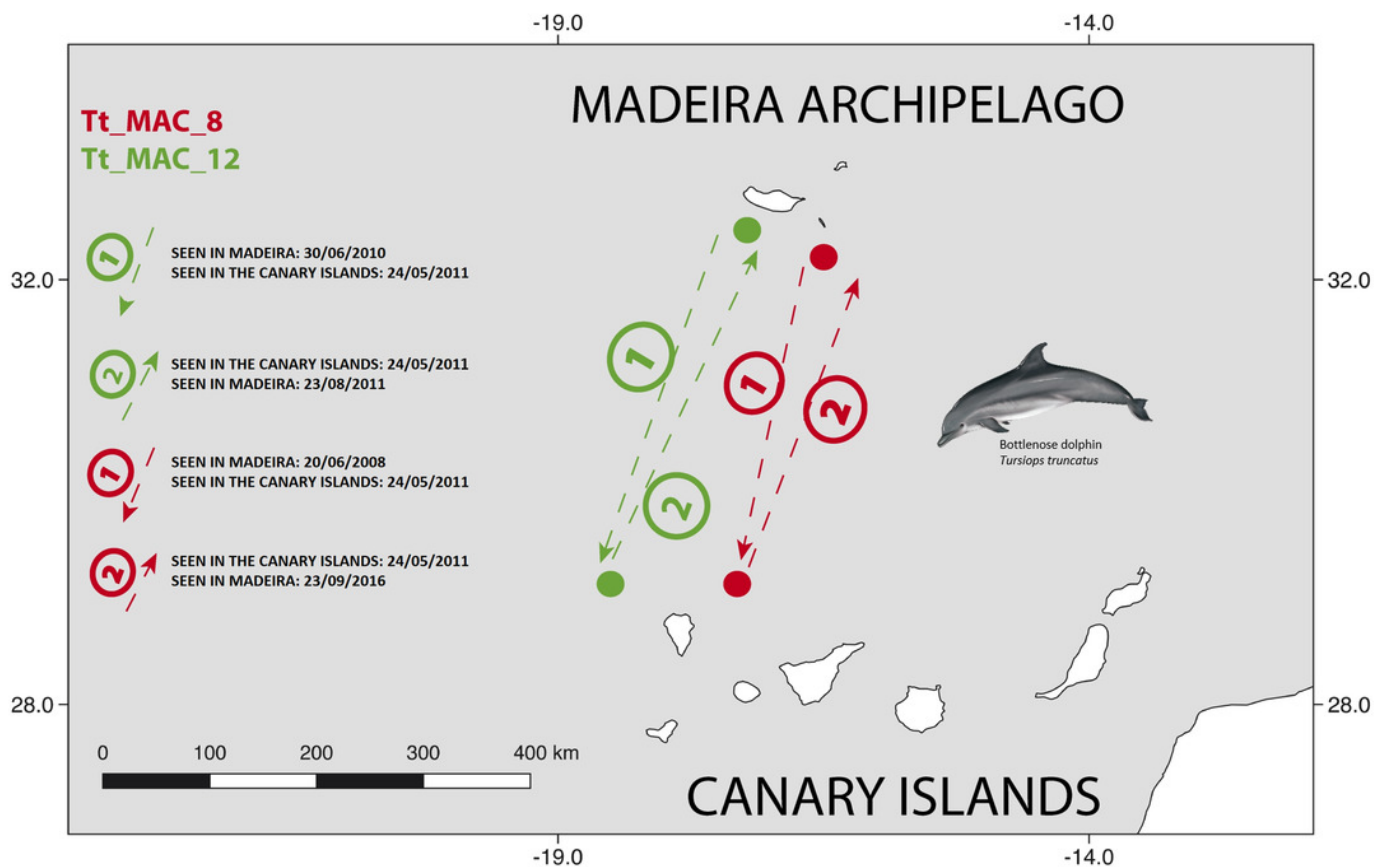 -19.0 -14.0
MADEIRA ARCHIPELAGO
Tt_MAC_8
Tt_MAC_12
1
SEEN IN MADEIRA: 30/06/2010
SEEN IN THE CANARY ISLANDS: 24/05/2011
32.0 32.0
2
SEEN IN THE CANARY ISLANDS: 24/05/2011
SEEN IN MADEIRA: 23/08/2011
1
SEEN IN MADEIRA: 20/06/2008
SEEN IN THE CANARY ISLANDS: 24/05/2011
2
SEEN IN THE CANARY ISLANDS: 24/05/2011
SEEN IN MADEIRA: 23/09/2016
1
1
2
2
Bottlenose dolphin
Tursiops truncatus
28.0 28.0
0 100 200 300 400 km
CANARY ISLANDS
-19.0 -14.0